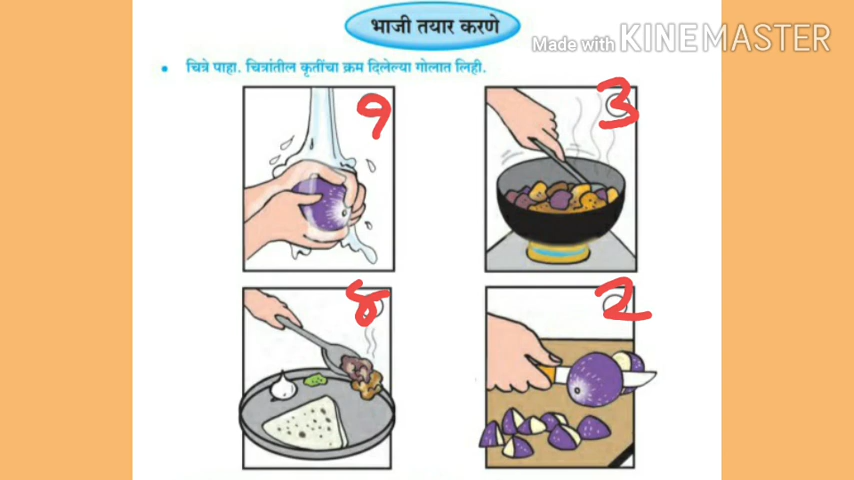 भाजी तयार करणे
Made with KINEMASTER
• चित्रे पाहा. चित्रांतील कृतींचा क्रम दिलेल्या गोलात लिही.
१
३
४
२